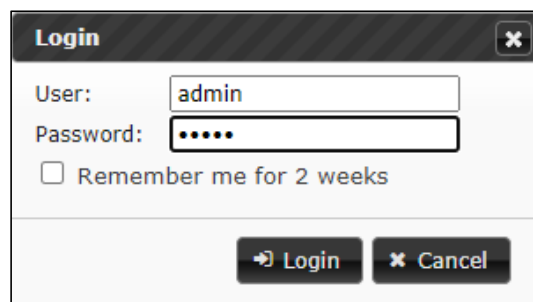 Login
User: admin
Password: •••••
Remember me for 2 weeks
Login Cancel